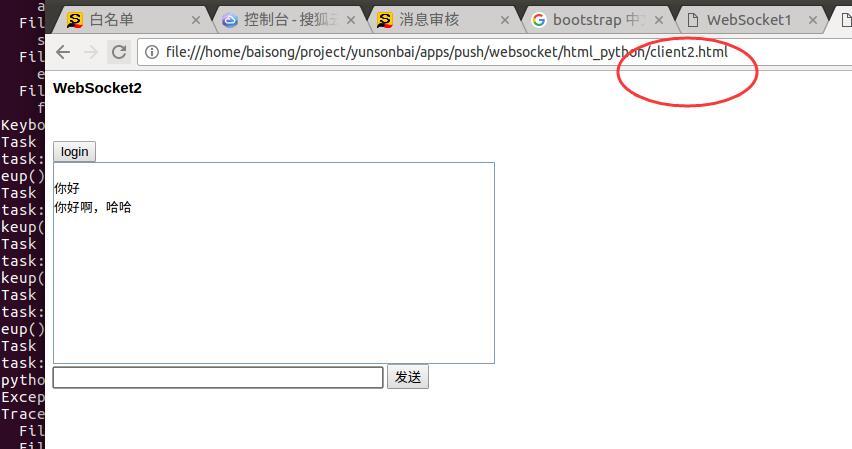 白名单
控制台 - 搜狐云
消息审核
bootstrap 中文
WebSocket1
file:///home/baisong/project/yunsonbai/apps/push/websocket/html_python/client2.html
WebSocket2
login
你好
你好啊，哈哈
发送
a
Fil
s
Fil
e
Fil
f
Keybo
Task
task:
eup()
Task
task:
keup(
Task
task:
keup(
Task
task:
eup()
Task
task:
pytho
Excep
Trace
Fil
Fil